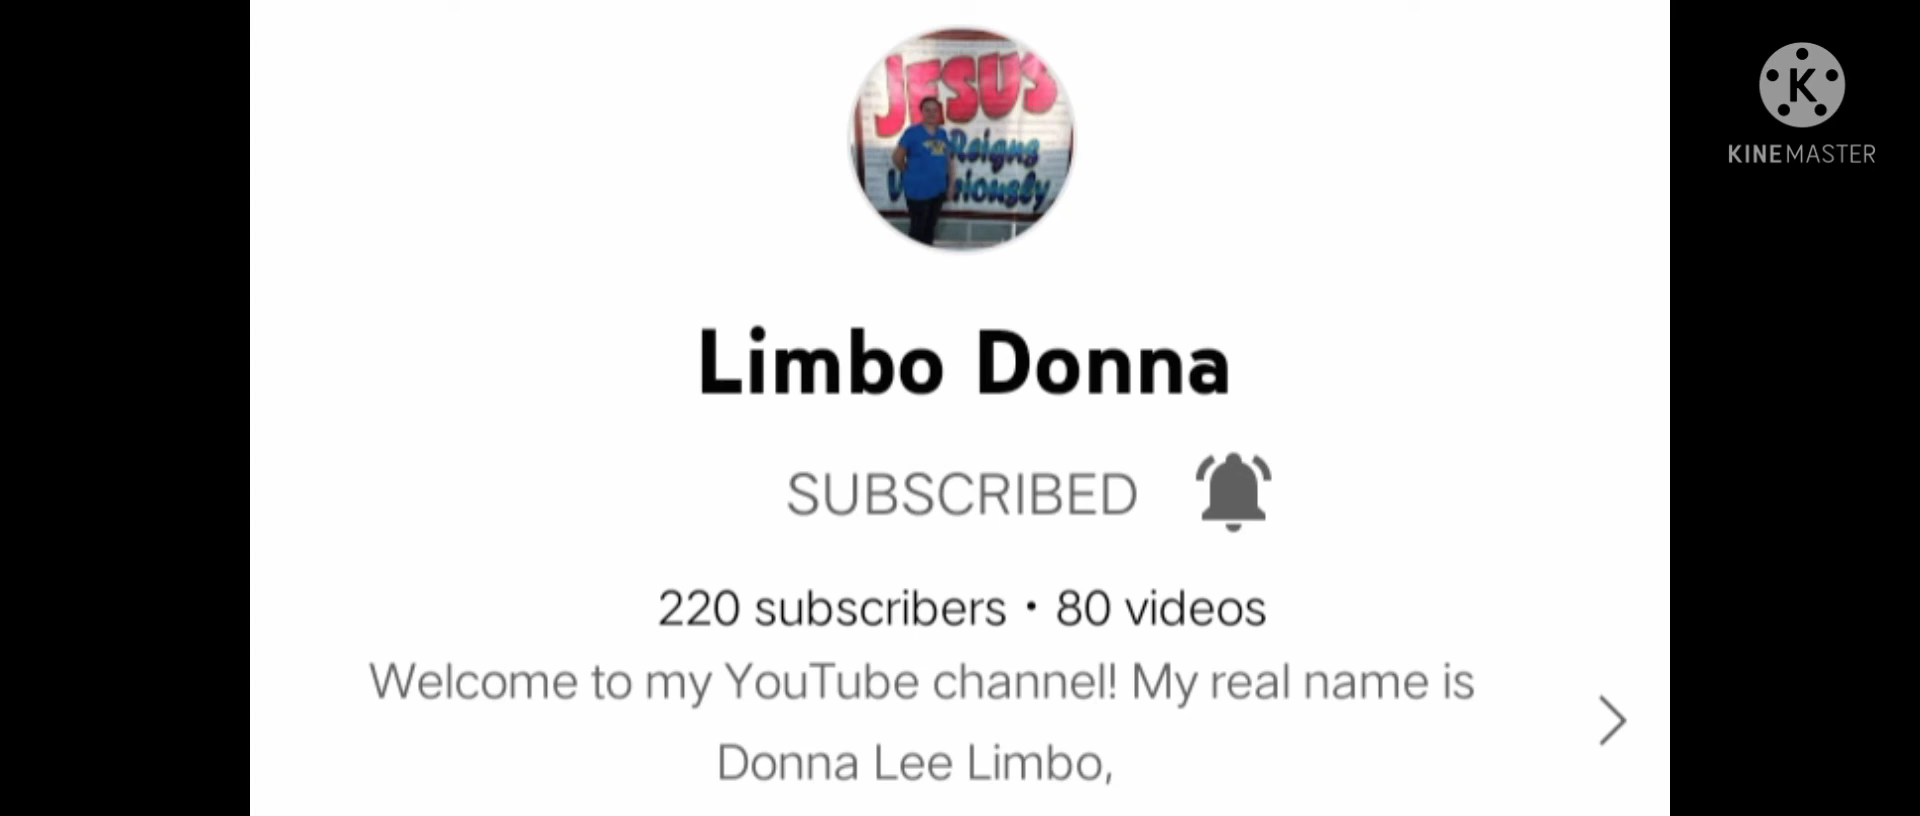 JESUS
Reigns
Limbo Donna
SUBSCRIBED
220 subscribers • 80 videos
Welcome to my YouTube channel! My real name is
Donna Lee Limbo,
K
KINEMASTER